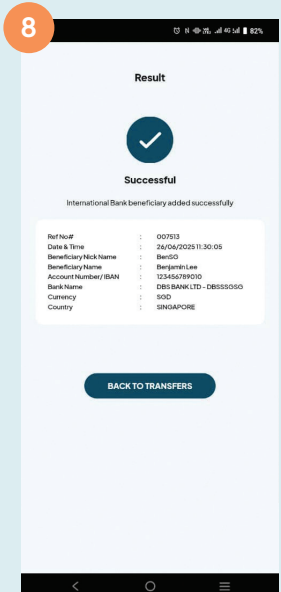 8
4G 82%
Result
Successful
International Bank beneficiary added successfully
Ref No# : 007513
Date & Time : 26/06/2025 11:30:05
Beneficiary Nick Name : BenSG
Beneficiary Name : Benjamin Lee
Account Number/ IBAN : 123456789010
Bank Name : DBS BANK LTD - DBSSSGSG
Currency : SGD
Country : SINGAPORE
BACK TO TRANSFERS